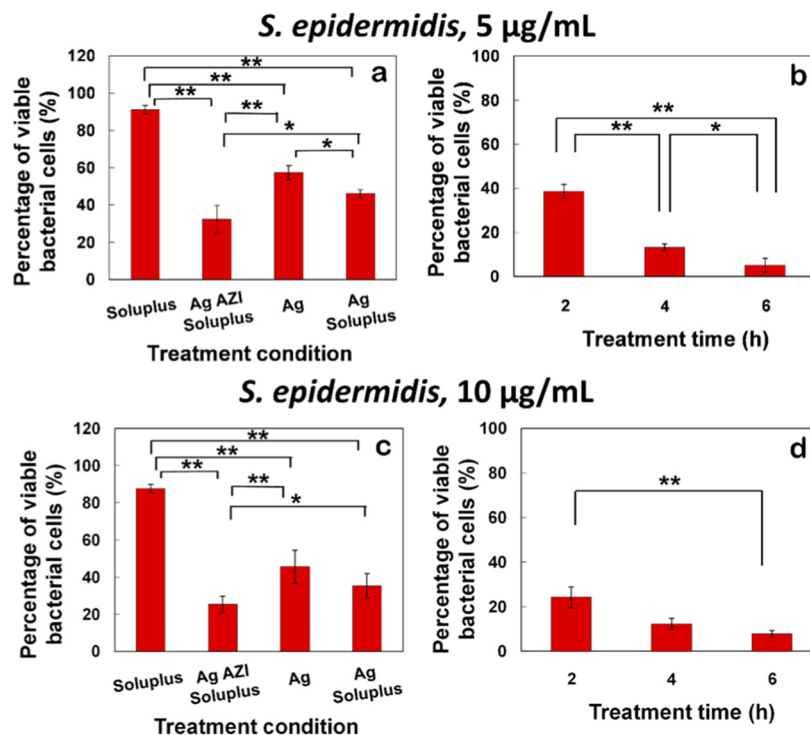 S. epidermidis, 5 µg/mL
a
Percentage of viable
bacterial cells (%)
120
100
80
60
40
20
0
**
**
**
**
*
*
Soluplus
Ag AZI
Soluplus
Ag
Ag
Soluplus
Treatment condition
b
Percentage of viable
bacterial cells (%)
100
80
60
40
20
0
**
**
*
2
4
6
Treatment time (h)
S. epidermidis, 10 µg/mL
c
Percentage of viable
bacterial cells (%)
120
100
80
60
40
20
0
**
**
**
**
*
Soluplus
Ag AZI
Soluplus
Ag
Ag
Soluplus
Treatment condition
d
Percentage of viable
bacterial cells (%)
100
80
60
40
20
0
**
2
4
6
Treatment time (h)